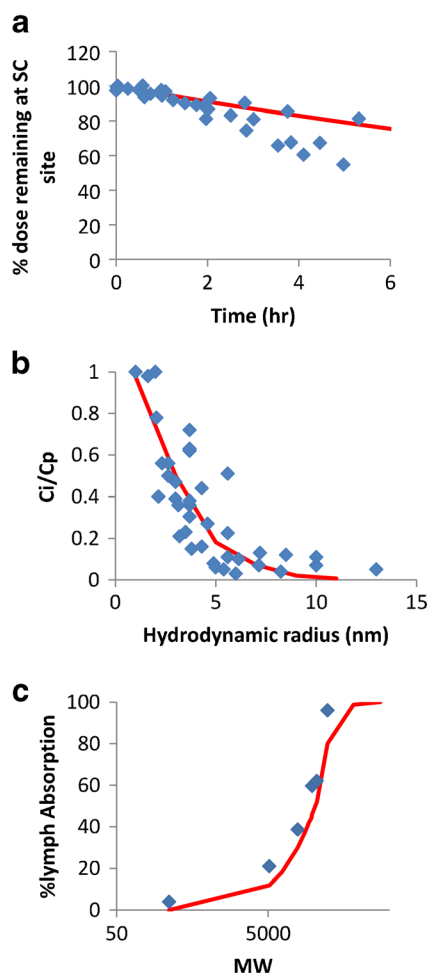 a
120
100
80
60
40
20
0
% dose remaining at SC
site
0 2 4 6
Time (hr)
b
1
0.8
0.6
0.4
0.2
0
Ci/Cp
0 5 10 15
Hydrodynamic radius (nm)
c
100
80
60
40
20
0
%lymph Absorption
50 5000
MW